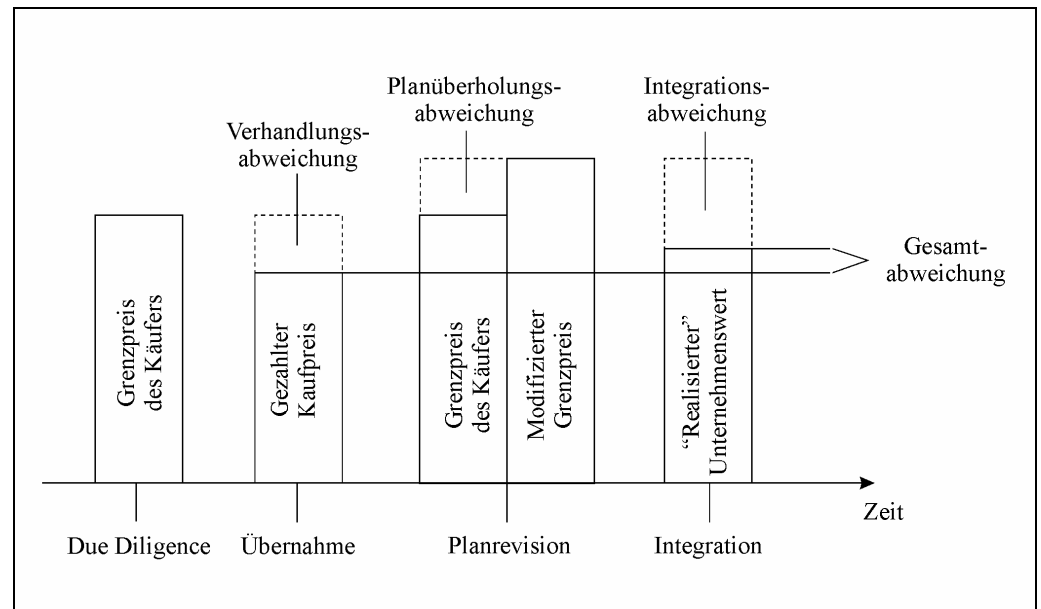 Planüberholungs-
abweichung
Integrations-
abweichung
Verhandlungs-
abweichung
Gesamt-
abweichung
Grenzpreis
des Käufers
Gezahlter
Kaufpreis
Grenzpreis
des Käufers
Modifizierter
Grenzpreis
“Realisierter”
Unternehmenswert
Zeit
Due Diligence
Übernahme
Planrevision
Integration